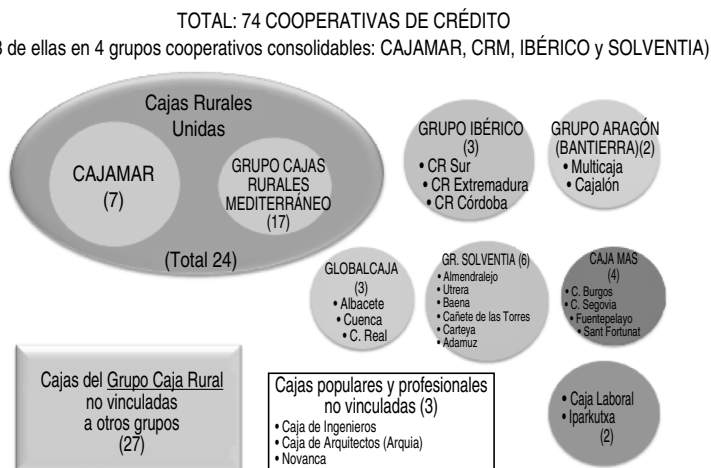 TOTAL: 74 COOPERATIVAS DE CRÉDITO
de ellas en 4 grupos cooperativos consolidables: CAJAMAR, CRM, IBÉRICO y SOLVENTIA)
Cajas Rurales
Unidas
CAJAMAR
(7)
GRUPO CAJAS
RURALES
MEDITERRÁNEO
(17)
(Total 24)
GRUPO IBÉRICO
(3)
• CR Sur
• CR Extremadura
• CR Córdoba
GRUPO ARAGÓN
(BANTIERRA)(2)
• Multicaja
• Cajalón
GLOBALCAJA
(3)
• Albacete
• Cuenca
• C. Real
GR. SOLVENTIA (6)
• Almendralejo
• Utrera
• Baena
• Cañete de las Torres
• Carteya
• Adamuz
CAJA MAS
(4)
• C. Burgos
• C. Segovia
• Fuentepelayo
• Sant Fortunat
Cajas del Grupo Caja Rural
no vinculadas
a otros grupos
(27)
Cajas populares y profesionales
no vinculadas (3)
• Caja de Ingenieros
• Caja de Arquitectos (Arquia)
• Novanca
• Caja Laboral
• Iparkutxa
(2)